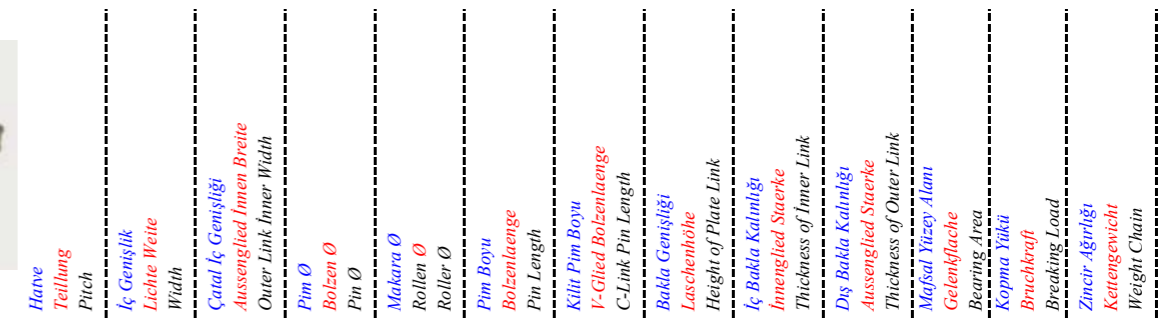 Hatve
Teillung
Pitch
İç Genişlik
Lichte Weite
Width
Çatal İç Genişliği
Aussenglied İnnen Breite
Outer Link İnner Width
Pim Ø
Bolzen Ø
Pin Ø
Makara Ø
Rollen Ø
Roller Ø
Pim Boyu
Bolzenlaenge
Pin Length
Kilit Pim Boyu
V-Glied Bolzenlaenge
C-Link Pin Length
Bakla Genişliği
Laschenhöhe
Height of Plate Link
İç Bakla Kalınlığı
İnnenglied Staerke
Thickness of İnner Link
Dış Bakla Kalınlığı
Aussenglied Staerke
Thickness of Outer Link
Mafsal Yüzey Alanı
Gelenkflache
Bearing Area
Kopma Yükü
Bruchkraft
Breaking Load
Zincir Ağırlığı
Kettengewicht
Weight Chain